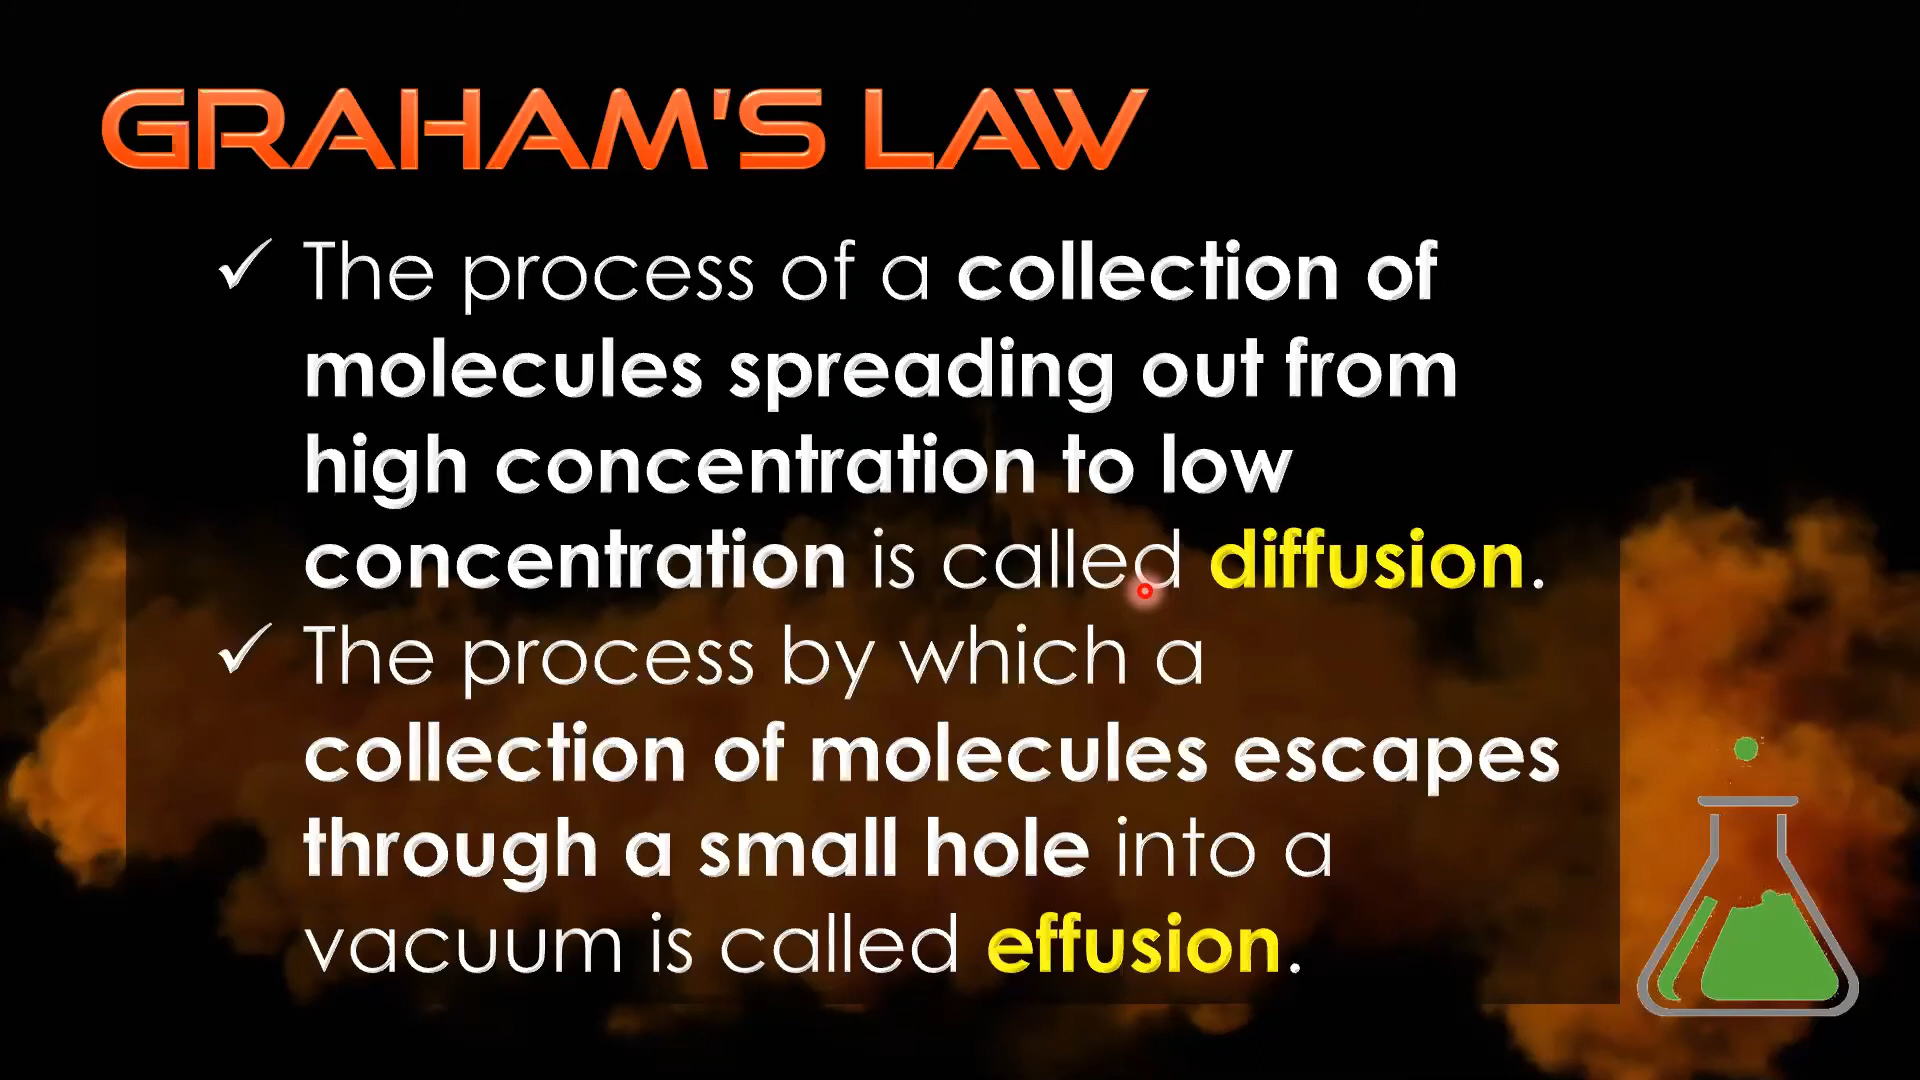 GRAHAM'S LAW
✓ The process of a collection of
molecules spreading out from
high concentration to low
concentration is called diffusion.
✓ The process by which a
collection of molecules escapes
through a small hole into a
vacuum is called effusion.